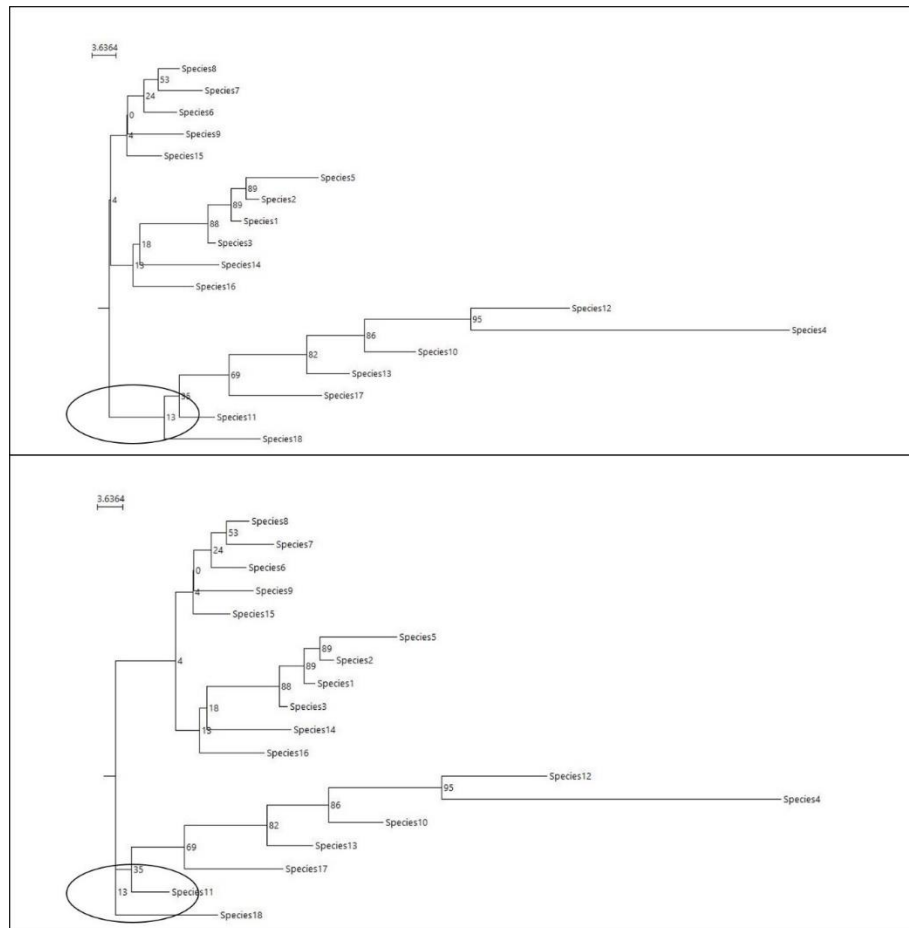 3.6364
Species8
53
Species7
24
Species6
0
Species9
4
Species15
Species5
89
Species2
4
89
Species1
88
Species3
18
Species14
13
Species16
Species12
95
Species4
86
Species10
82
Species13
69
Species17
35
Species11
13
Species18
3.6364
Species8
53
Species7
24
Species6
0
Species9
4
Species15
Species5
89
Species2
4
89
Species1
88
Species3
18
Species14
13
Species16
Species12
95
Species4
86
Species10
82
Species13
69
Species17
35
Species11
13
Species18